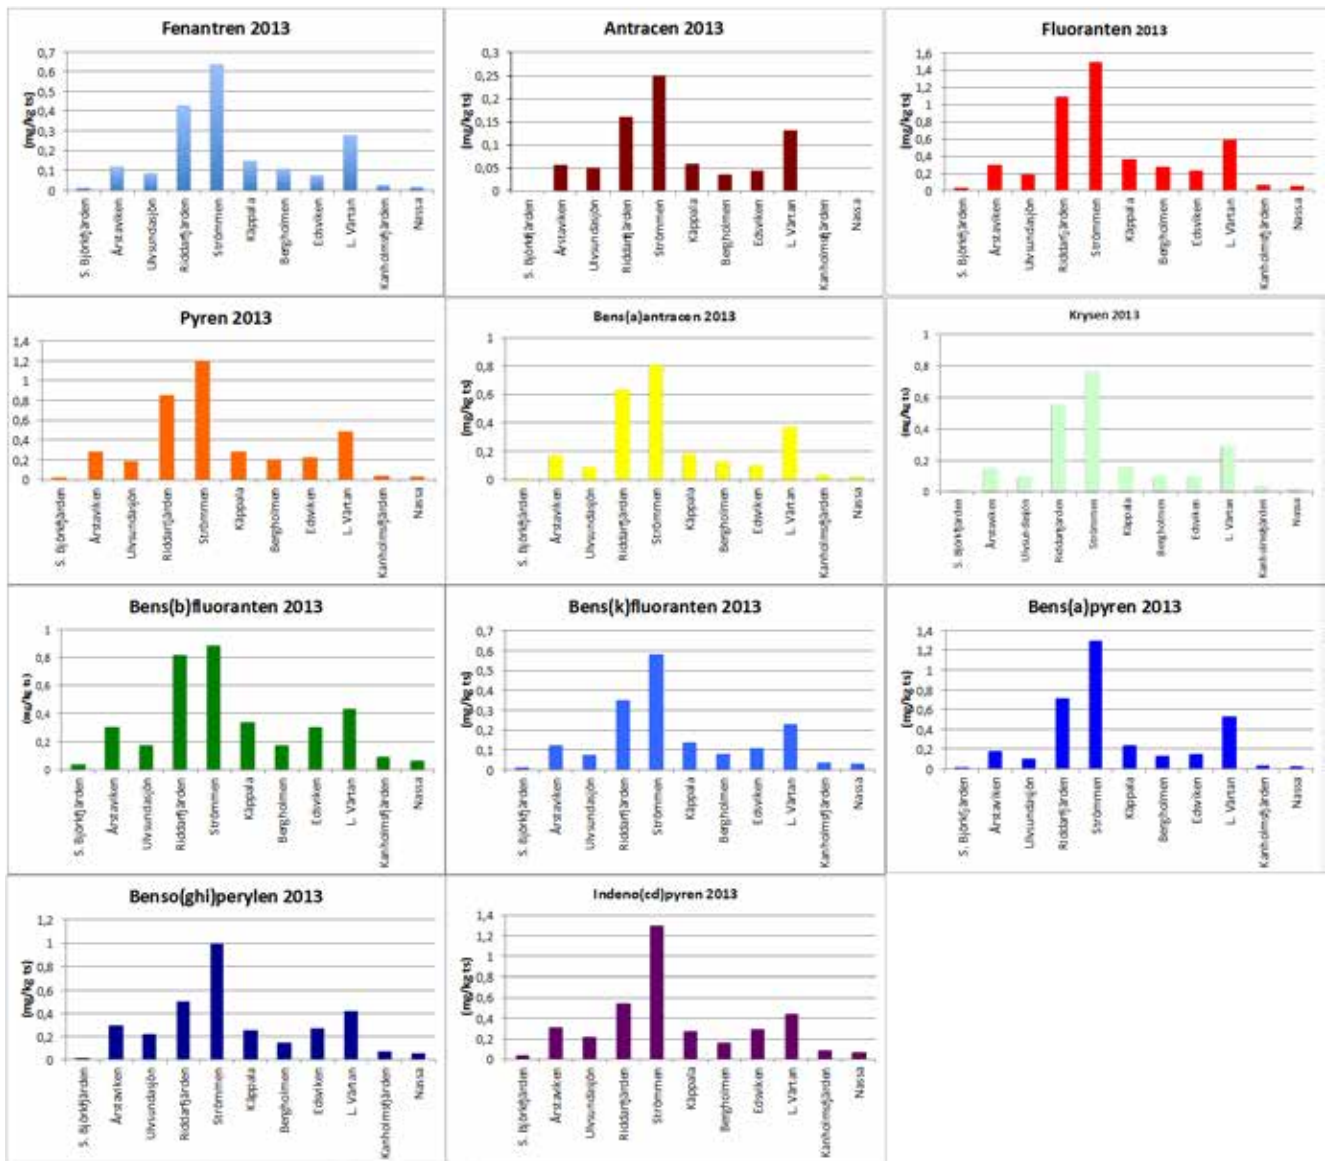 Fenantren 2013
(mg/kg ts)
0,7
0,6
0,5
0,4
0,3
0,2
0,1
0
S. Björkfjärden
Årstaviken
Ulvsundasjön
Riddarfjärden
Strömmen
Käppala
Bergholmen
Edsviken
L. Värtan
Kanholmsfjärden
Nassa
Antracen 2013
(mg/kg ts)
0,3
0,25
0,2
0,15
0,1
0,05
0
S. Björkfjärden
Årstaviken
Ulvsundasjön
Riddarfjärden
Strömmen
Käppala
Bergholmen
Edsviken
L. Värtan
Kanholmsfjärden
Nassa
Fluoranten 2013
(mg/kg ts)
1,6
1,4
1,2
1
0,8
0,6
0,4
0,2
0
S. Björkfjärden
Årstaviken
Ulvsundasjön
Riddarfjärden
Strömmen
Käppala
Bergholmen
Edsviken
L. Värtan
Kanholmsfjärden
Nassa
Pyren 2013
1,4
1,2
1
0,8
0,6
0,4
0,2
0
S. Björkfjärden
Årstaviken
Ulvsundasjön
Riddarfjärden
Strömmen
Käppala
Bergholmen
Edsviken
L. Värtan
Kanholmsfjärden
Nassa
Bens(a)antracen 2013
(mg/kg ts)
1
0,8
0,6
0,4
0,2
0
S. Björkfjärden
Årstaviken
Ulvsundasjön
Riddarfjärden
Strömmen
Käppala
Bergholmen
Edsviken
L. Värtan
Kanholmsfjärden
Nassa
Krysen 2013
(mg/kg ts)
1
0,8
0,6
0,4
0,2
0
S. Björkfjärden
Årstaviken
Ulvsundasjön
Riddarfjärden
Strömmen
Käppala
Bergholmen
Edsviken
L. Värtan
Kanholmsfjärden
Nassa
Bens(b)fluoranten 2013
(mg/kg ts)
1
0,8
0,6
0,4
0,2
0
S. Björkfjärden
Årstaviken
Ulvsundasjön
Riddarfjärden
Strömmen
Käppala
Bergholmen
Edsviken
L. Värtan
Kanholmsfjärden
Nassa
Bens(k)fluoranten 2013
(mg/kg ts)
0,7
0,6
0,5
0,4
0,3
0,2
0,1
0
S. Björkfjärden
Årstaviken
Ulvsundasjön
Riddarfjärden
Strömmen
Käppala
Bergholmen
Edsviken
L. Värtan
Kanholmsfjärden
Nassa
Bens(a)pyren 2013
(mg/kg ts)
1,4
1,2
1
0,8
0,6
0,4
0,2
0
S. Björkfjärden
Årstaviken
Ulvsundasjön
Riddarfjärden
Strömmen
Käppala
Bergholmen
Edsviken
L. Värtan
Kanholmsfjärden
Nassa
Benso(ghi)perylen 2013
(mg/kg ts)
1,2
1
0,8
0,6
0,4
0,2
0
S. Björkfjärden
Årstaviken
Ulvsundasjön
Riddarfjärden
Strömmen
Käppala
Bergholmen
Edsviken
L. Värtan
Kanholmsfjärden
Nassa
Indeno(cd)pyren 2013
(mg/kg ts)
1,4
1,2
1
0,8
0,6
0,4
0,2
0
S. Björkfjärden
Årstaviken
Ulvsundasjön
Riddarfjärden
Strömmen
Käppala
Bergholmen
Edsviken
L. Värtan
Kanholmsfjärden
Nassa